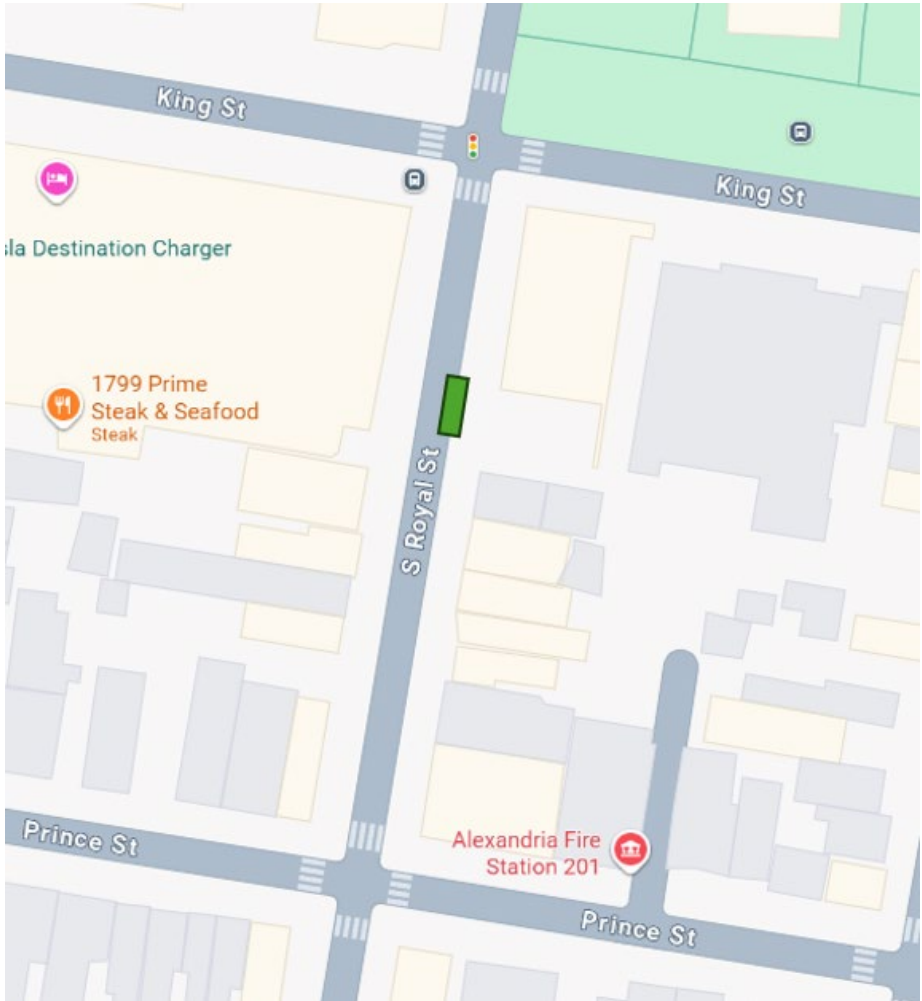 King St
King St
sla Destination Charger
1799 Prime
Steak & Seafood
Steak
S Royal St
Prince St
Alexandria Fire
Station 201
Prince St